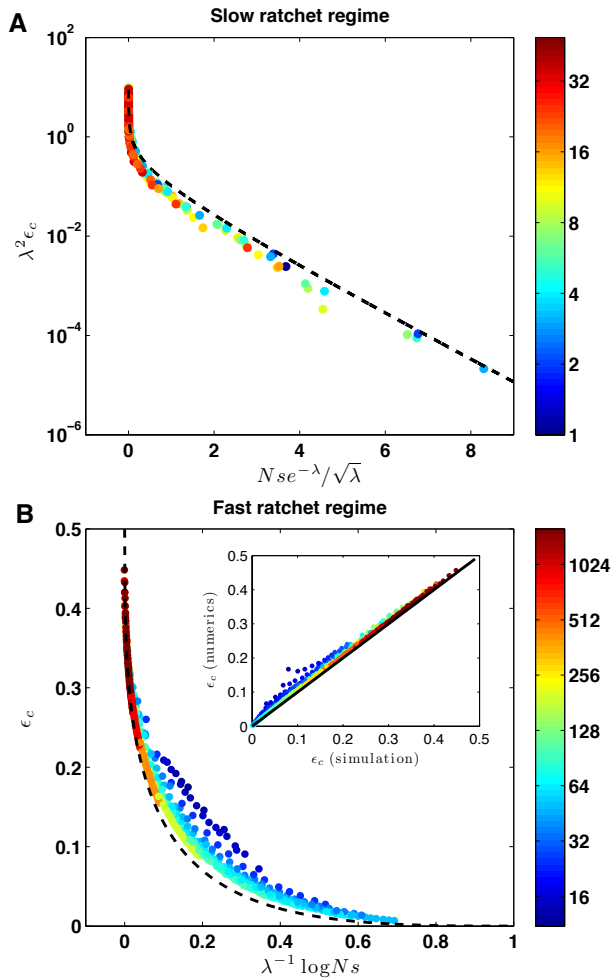 Slow ratchet regime
A
10^2
10^0
10^-2
10^-4
10^-6
λ^2 ϵ_c
0 2 4 6 8
Nse^{-λ}/√λ
32
16
8
4
2
1
Fast ratchet regime
B
0.5
0.4
0.3
0.2
0.1
0
ϵ_c
0 0.2 0.4 0.6 0.8 1
λ^{-1} log Ns
0.5
0.4
0.3
0.2
0.1
0
ϵ_c (numerics)
0 0.1 0.2 0.3 0.4 0.5
ϵ_c (simulation)
1024
512
256
128
64
32
16